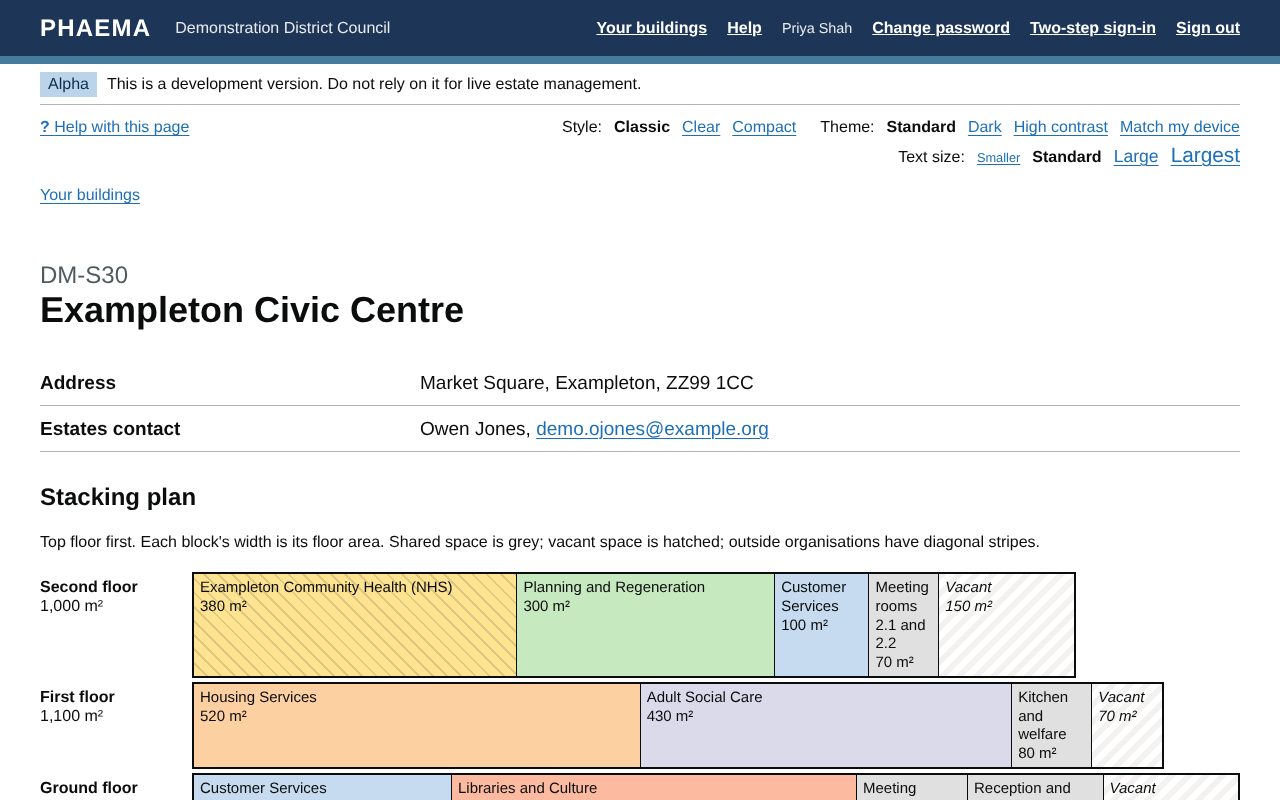 PHAEMA Demonstration District Council Your buildings Help Priya Shah Change password Two-step sign-in Sign out
Alpha This is a development version. Do not rely on it for live estate management.
? Help with this page Style: Classic Clear Compact Theme: Standard Dark High contrast Match my device
Text size: Smaller Standard Large Largest
Your buildings
DM-S30
Exampleton Civic Centre
Address Market Square, Exampleton, ZZ99 1CC
Estates contact Owen Jones, demo.ojones@example.org
Stacking plan
Top floor first. Each block's width is its floor area. Shared space is grey; vacant space is hatched; outside organisations have diagonal stripes.
Second floor
1,000 m²
Exampleton Community Health (NHS)
380 m²
Planning and Regeneration
300 m²
Customer
Services
100 m²
Meeting
rooms
2.1 and
2.2
70 m²
Vacant
150 m²
First floor
1,100 m²
Housing Services
520 m²
Adult Social Care
430 m²
Kitchen
and
welfare
80 m²
Vacant
70 m²
Ground floor
Customer Services
Libraries and Culture
Meeting
Reception and
Vacant